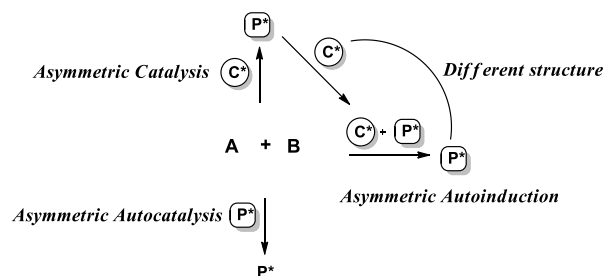 P*
C*
Asymmetric Catalysis C*
Different structure
C* + P*
A + B
P*
Asymmetric Autoinduction
Asymmetric Autocatalysis P*
P*